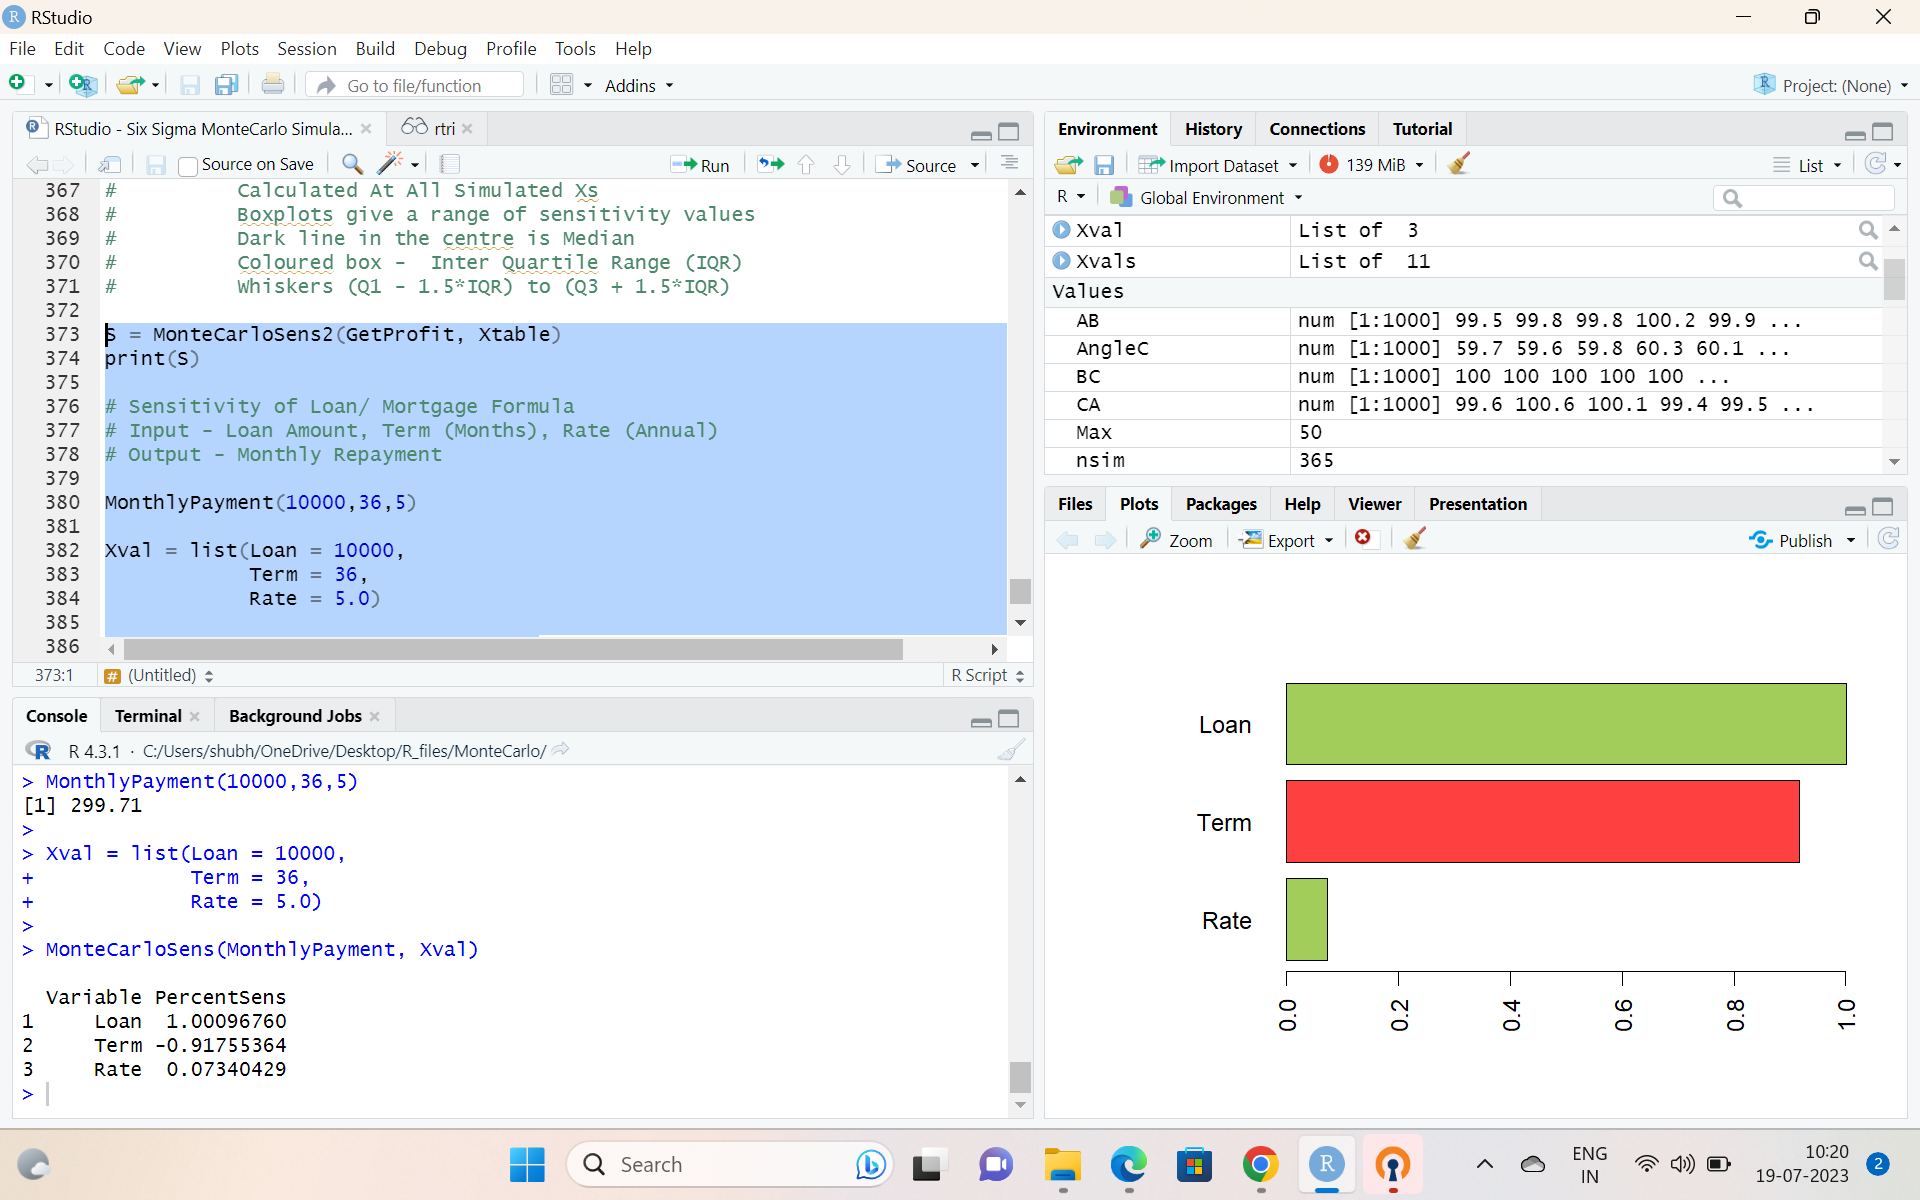 RStudio
File Edit Code View Plots Session Build Debug Profile Tools Help
Go to file/function Addins Project: (None)
RStudio - Six Sigma MonteCarlo Simula... rtri
Source on Save Run Source
367 # Calculated At All Simulated Xs
368 # Boxplots give a range of sensitivity values
369 # Dark line in the centre is Median
370 # Coloured box - Inter Quartile Range (IQR)
371 # Whiskers (Q1 - 1.5*IQR) to (Q3 + 1.5*IQR)
372
373 S = MonteCarloSens2(GetProfit, Xtable)
374 print(S)
375
376 # Sensitivity of Loan/ Mortgage Formula
377 # Input - Loan Amount, Term (Months), Rate (Annual)
378 # Output - Monthly Repayment
379
380 MonthlyPayment(10000,36,5)
381
382 Xval = list(Loan = 10000,
383 Term = 36,
384 Rate = 5.0)
385
386
373:1 # (Untitled) R Script
Console Terminal Background Jobs
R R 4.3.1 · C:/Users/shubh/OneDrive/Desktop/R_files/MonteCarlo/
> MonthlyPayment(10000,36,5)
[1] 299.71
>
> Xval = list(Loan = 10000,
+ Term = 36,
+ Rate = 5.0)
>
> MonteCarloSens(MonthlyPayment, Xval)
Variable PercentSens
1 Loan 1.00096760
2 Term -0.91755364
3 Rate 0.07340429
>
Environment History Connections Tutorial
Import Dataset 139 MiB List
R Global Environment
Xval List of 3
Xvals List of 11
Values
AB num [1:1000] 99.5 99.8 99.8 100.2 99.9 ...
AngleC num [1:1000] 59.7 59.6 59.8 60.3 60.1 ...
BC num [1:1000] 100 100 100 100 100 ...
CA num [1:1000] 99.6 100.6 100.1 99.4 99.5 ...
Max 50
nsim 365
Files Plots Packages Help Viewer Presentation
Zoom Export Publish
Loan
Term
Rate
0.0 0.2 0.4 0.6 0.8 1.0
Search
R
ENG
IN
10:20
19-07-2023
2